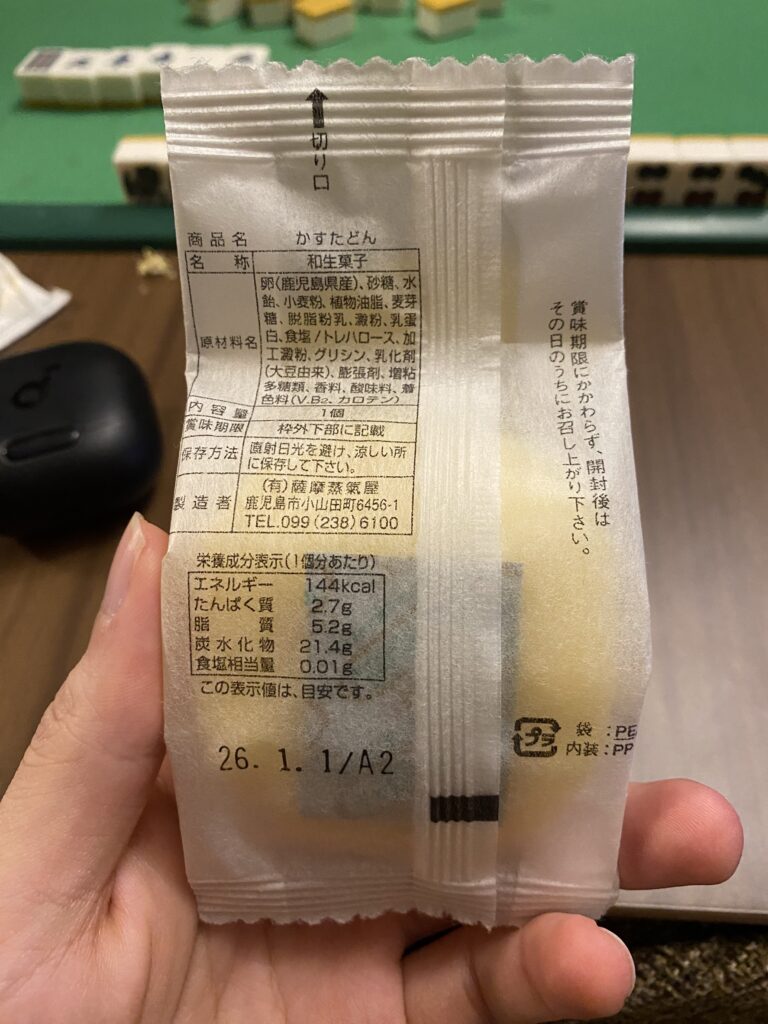 切り口
商品名 かすたどん
名称 和生菓子
原材料名 卵(鹿児島県産)、砂糖、水
飴、小麦粉、植物油脂、麦芽
糖、脱脂粉乳、澱粉、乳蛋
白、食塩/トレハロース、加
工澱粉、グリシン、乳化剤
(大豆由来)、膨張剤、増粘
多糖類、香料、酸味料、着
色料(V.B2、カロテン)
内容量 1個
賞味期限 枠外下部に記載
保存方法 直射日光を避け、涼しい所
に保存して下さい。
製造者 (有)薩摩蒸氣屋
鹿児島市小山田町6456-1
TEL.099(238)6100
栄養成分表示(1個分あたり)
エネルギー 144kcal
たんぱく質 2.7g
脂質 5.2g
炭水化物 21.4g
食塩相当量 0.01g
この表示値は、目安です。
26. 1. 1/A2
賞味期限にかかわらず、開封後は
その日のうちにお召し上がり下さい。
プラ
袋:PE
内装:PP